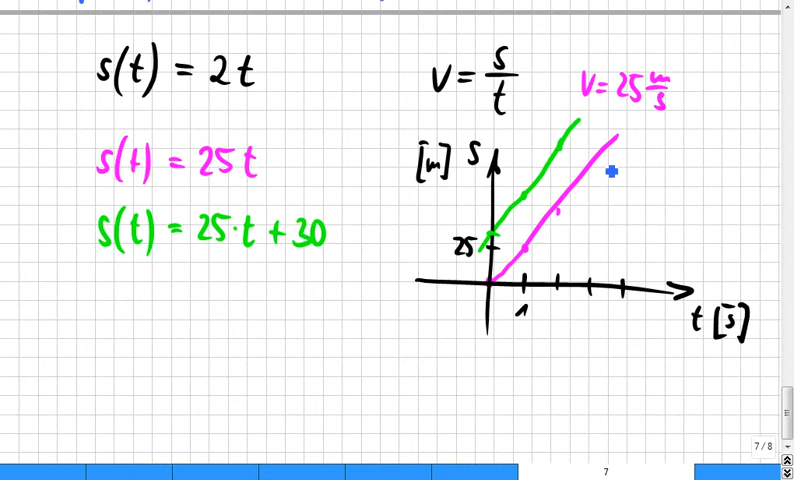 s(t) = 2t
v = s/t
V = 25 m/s
s(t) = 25t
[m] s
s(t) = 25·t + 30
25
1
t [s]
7 / 8
7